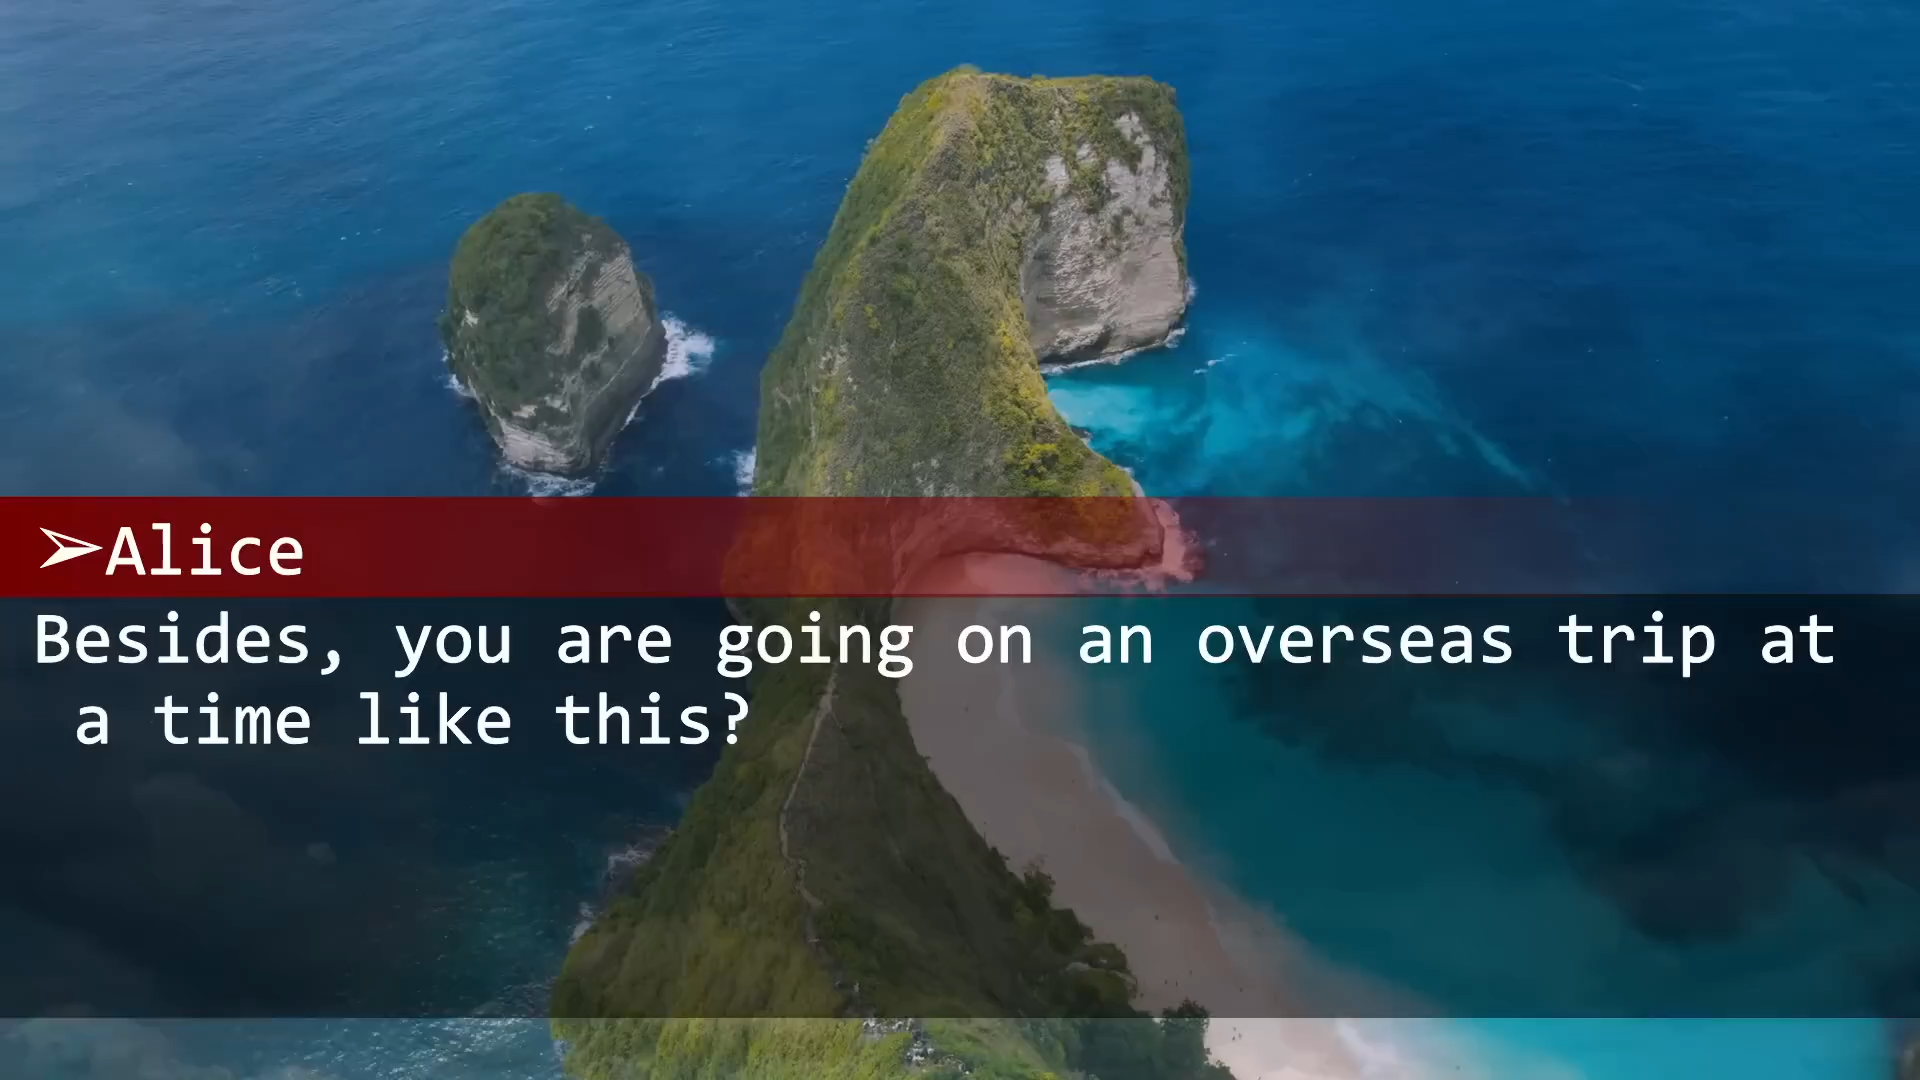 ➢Alice
Besides, you are going on an overseas trip at
a time like this?